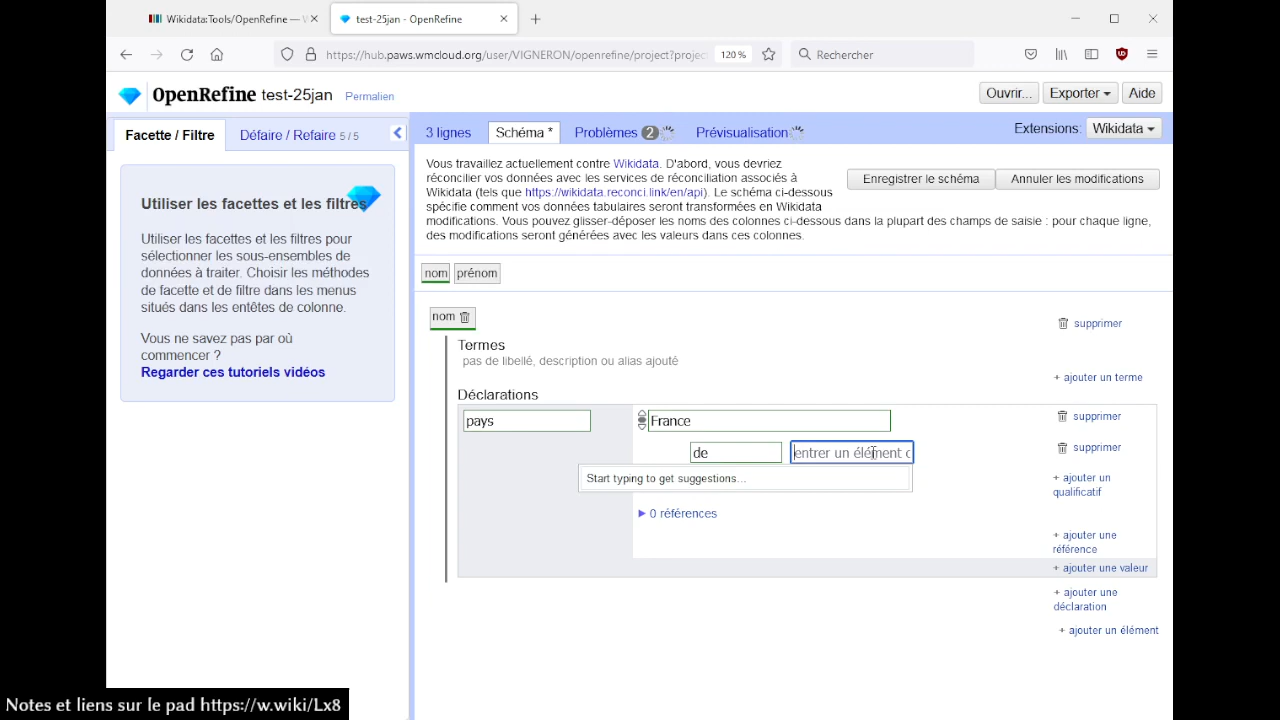 Wikidata:Tools/OpenRefine —
test-25jan - OpenRefine
https://hub.paws.wmcloud.org/user/VIGNERON/openrefine/project?projec
120 %
Rechercher
OpenRefine test-25jan Permalien
Ouvrir... Exporter Aide
Facette / Filtre Défaire / Refaire 5 / 5
3 lignes Schéma * Problèmes 2 Prévisualisation
Extensions: Wikidata
Utiliser les facettes et les filtres
Utiliser les facettes et les filtres pour
sélectionner les sous-ensembles de
données à traiter. Choisir les méthodes
de facette et de filtre dans les menus
situés dans les entêtes de colonne.
Vous ne savez pas par où
commencer ?
Regarder ces tutoriels vidéos
Vous travaillez actuellement contre Wikidata. D'abord, vous devriez
réconcilier vos données avec les services de réconciliation associés à
Wikidata (tels que https://wikidata.reconci.link/en/api). Le schéma ci-dessous
spécifie comment vos données tabulaires seront transformées en Wikidata
modifications. Vous pouvez glisser-déposer les noms des colonnes ci-dessous dans la plupart des champs de saisie : pour chaque ligne,
des modifications seront générées avec les valeurs dans ces colonnes.
Enregistrer le schéma Annuler les modifications
nom prénom
nom
supprimer
Termes
pas de libellé, description ou alias ajouté
+ ajouter un terme
Déclarations
pays France
supprimer
de entrer un élément
supprimer
Start typing to get suggestions...
+ ajouter un
qualificatif
0 références
+ ajouter une
référence
+ ajouter une valeur
+ ajouter une
déclaration
+ ajouter un élément
Notes et liens sur le pad https://w.wiki/Lx8